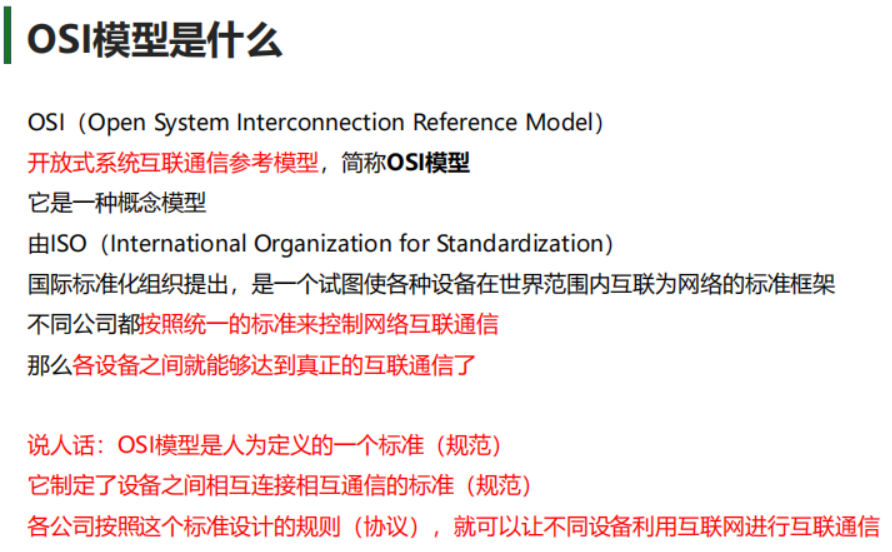 OSI模型是什么
OSI（Open System Interconnection Reference Model）
开放式系统互联通信参考模型，简称OSI模型
它是一种概念模型
由ISO（International Organization for Standardization）
国际标准化组织提出，是一个试图使各种设备在世界范围内互联为网络的标准框架
不同公司都按照统一的标准来控制网络互联通信
那么各设备之间就能够达到真正的互联通信了
说人话：OSI模型是人为定义的一个标准（规范）
它制定了设备之间相互连接相互通信的标准（规范）
各公司按照这个标准设计的规则（协议），就可以让不同设备利用互联网进行互联通信